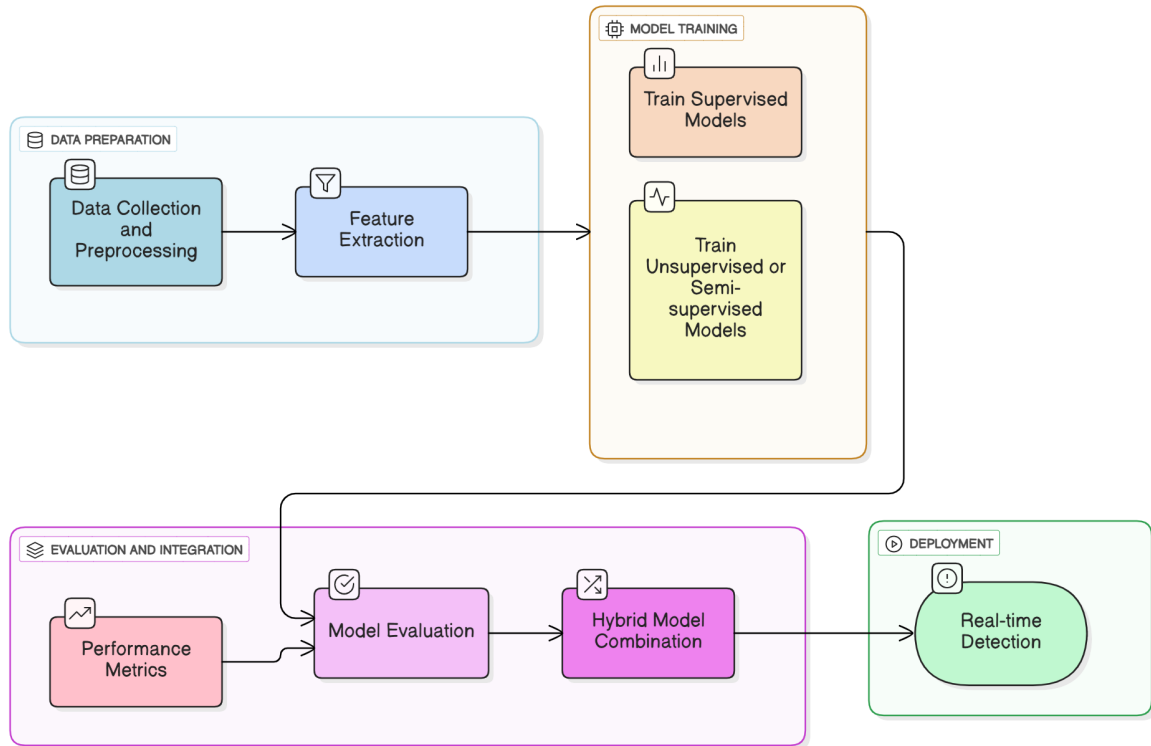 DATA PREPARATION
Data Collection
and
Preprocessing
Feature
Extraction
MODEL TRAINING
Train Supervised
Models
Train
Unsupervised or
Semi-
supervised
Models
EVALUATION AND INTEGRATION
Performance
Metrics
Model Evaluation
Hybrid Model
Combination
DEPLOYMENT
Real-time
Detection